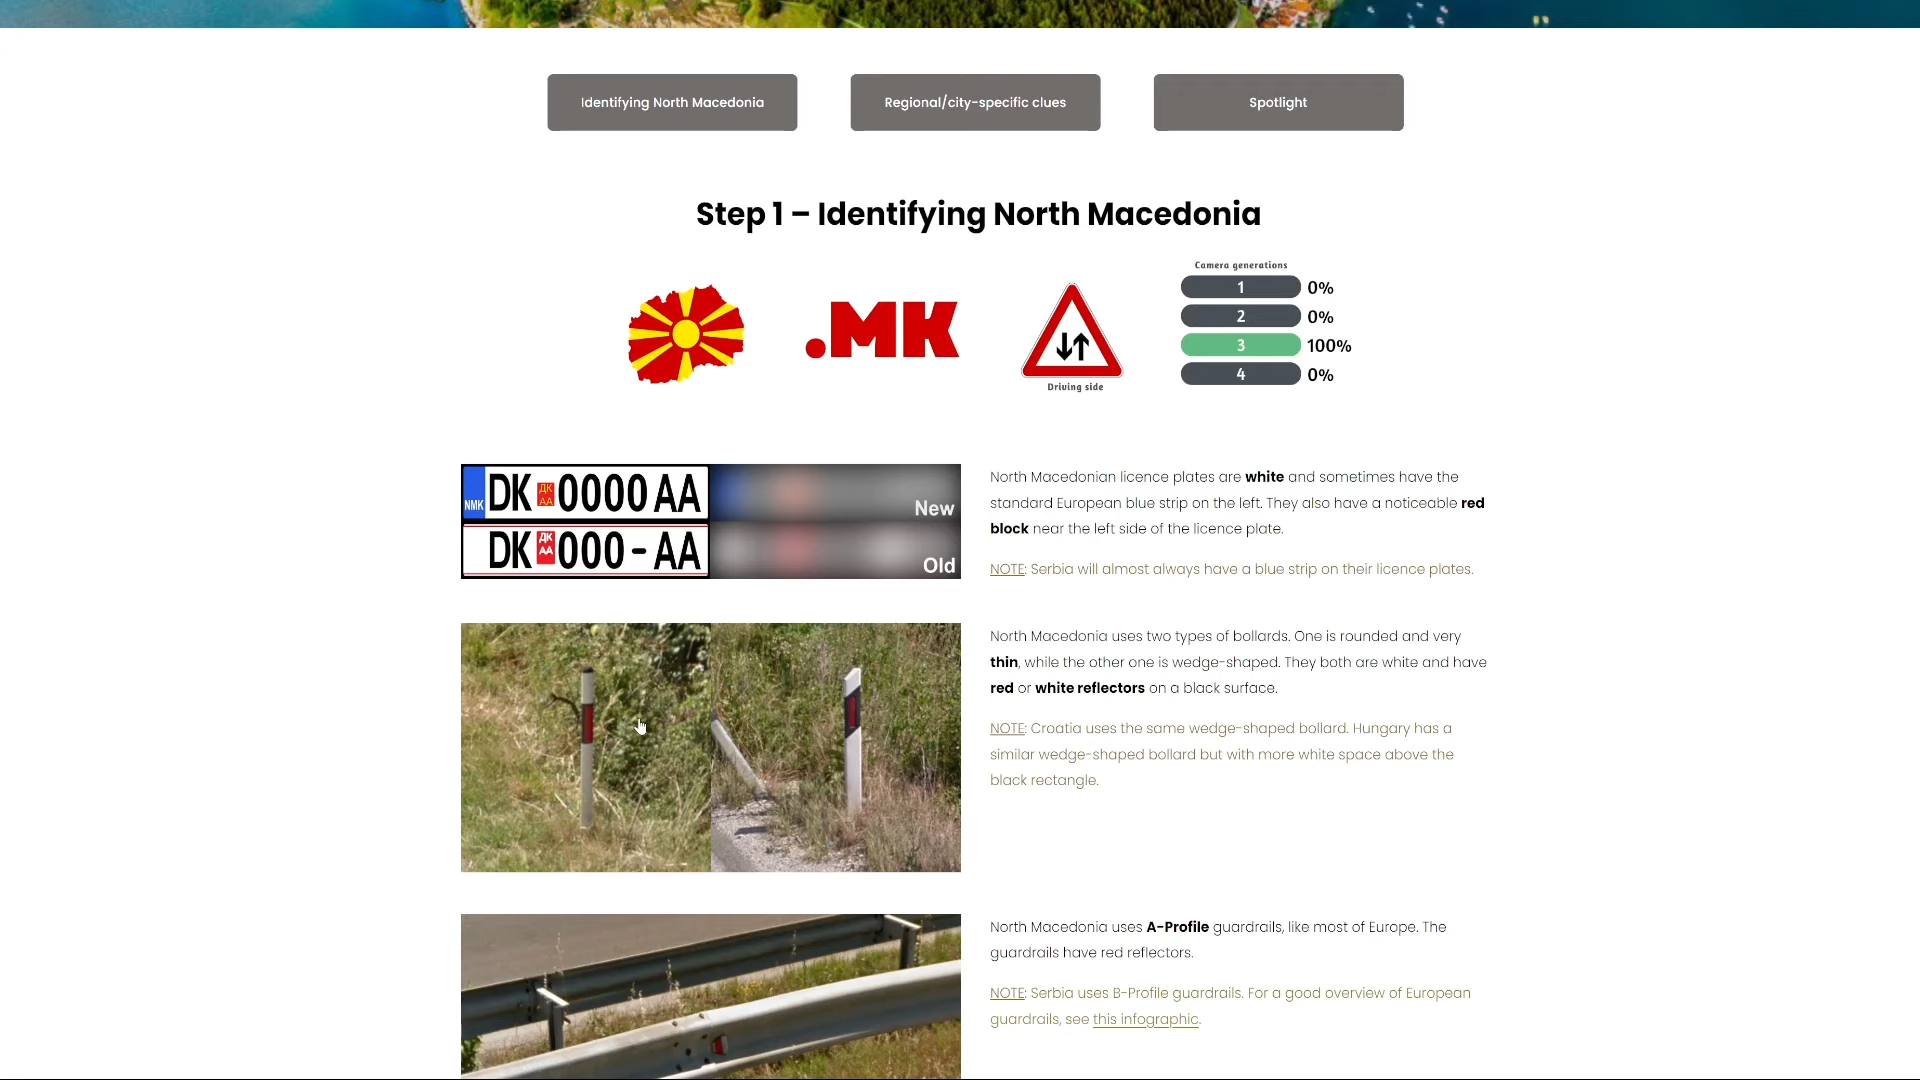 Identifying North Macedonia
Regional/city-specific clues
Spotlight
Step 1 – Identifying North Macedonia
.MK
Driving side
Camera generations
1 0%
2 0%
3 100%
4 0%
NMK DK ДК АА 0000 AA New
DK ДК АА 000-AA Old
North Macedonian licence plates are white and sometimes have the
standard European blue strip on the left. They also have a noticeable red
block near the left side of the licence plate.
NOTE: Serbia will almost always have a blue strip on their licence plates.
North Macedonia uses two types of bollards. One is rounded and very
thin, while the other one is wedge-shaped. They both are white and have
red or white reflectors on a black surface.
NOTE: Croatia uses the same wedge-shaped bollard. Hungary has a
similar wedge-shaped bollard but with more white space above the
black rectangle.
North Macedonia uses A-Profile guardrails, like most of Europe. The
guardrails have red reflectors.
NOTE: Serbia uses B-Profile guardrails. For a good overview of European
guardrails, see this infographic.